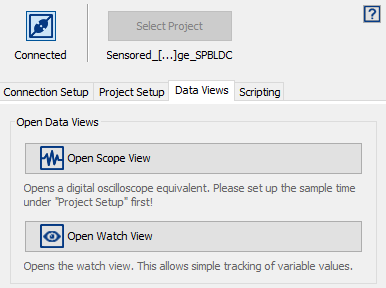 ?
Select Project
Connected
Sensored_[...]ge_SPBLDC
Connection Setup
Project Setup
Data Views
Scripting
Open Data Views
Open Scope View
Opens a digital oscilloscope equivalent. Please set up the sample time
under "Project Setup" first!
Open Watch View
Opens the watch view. This allows simple tracking of variable values.